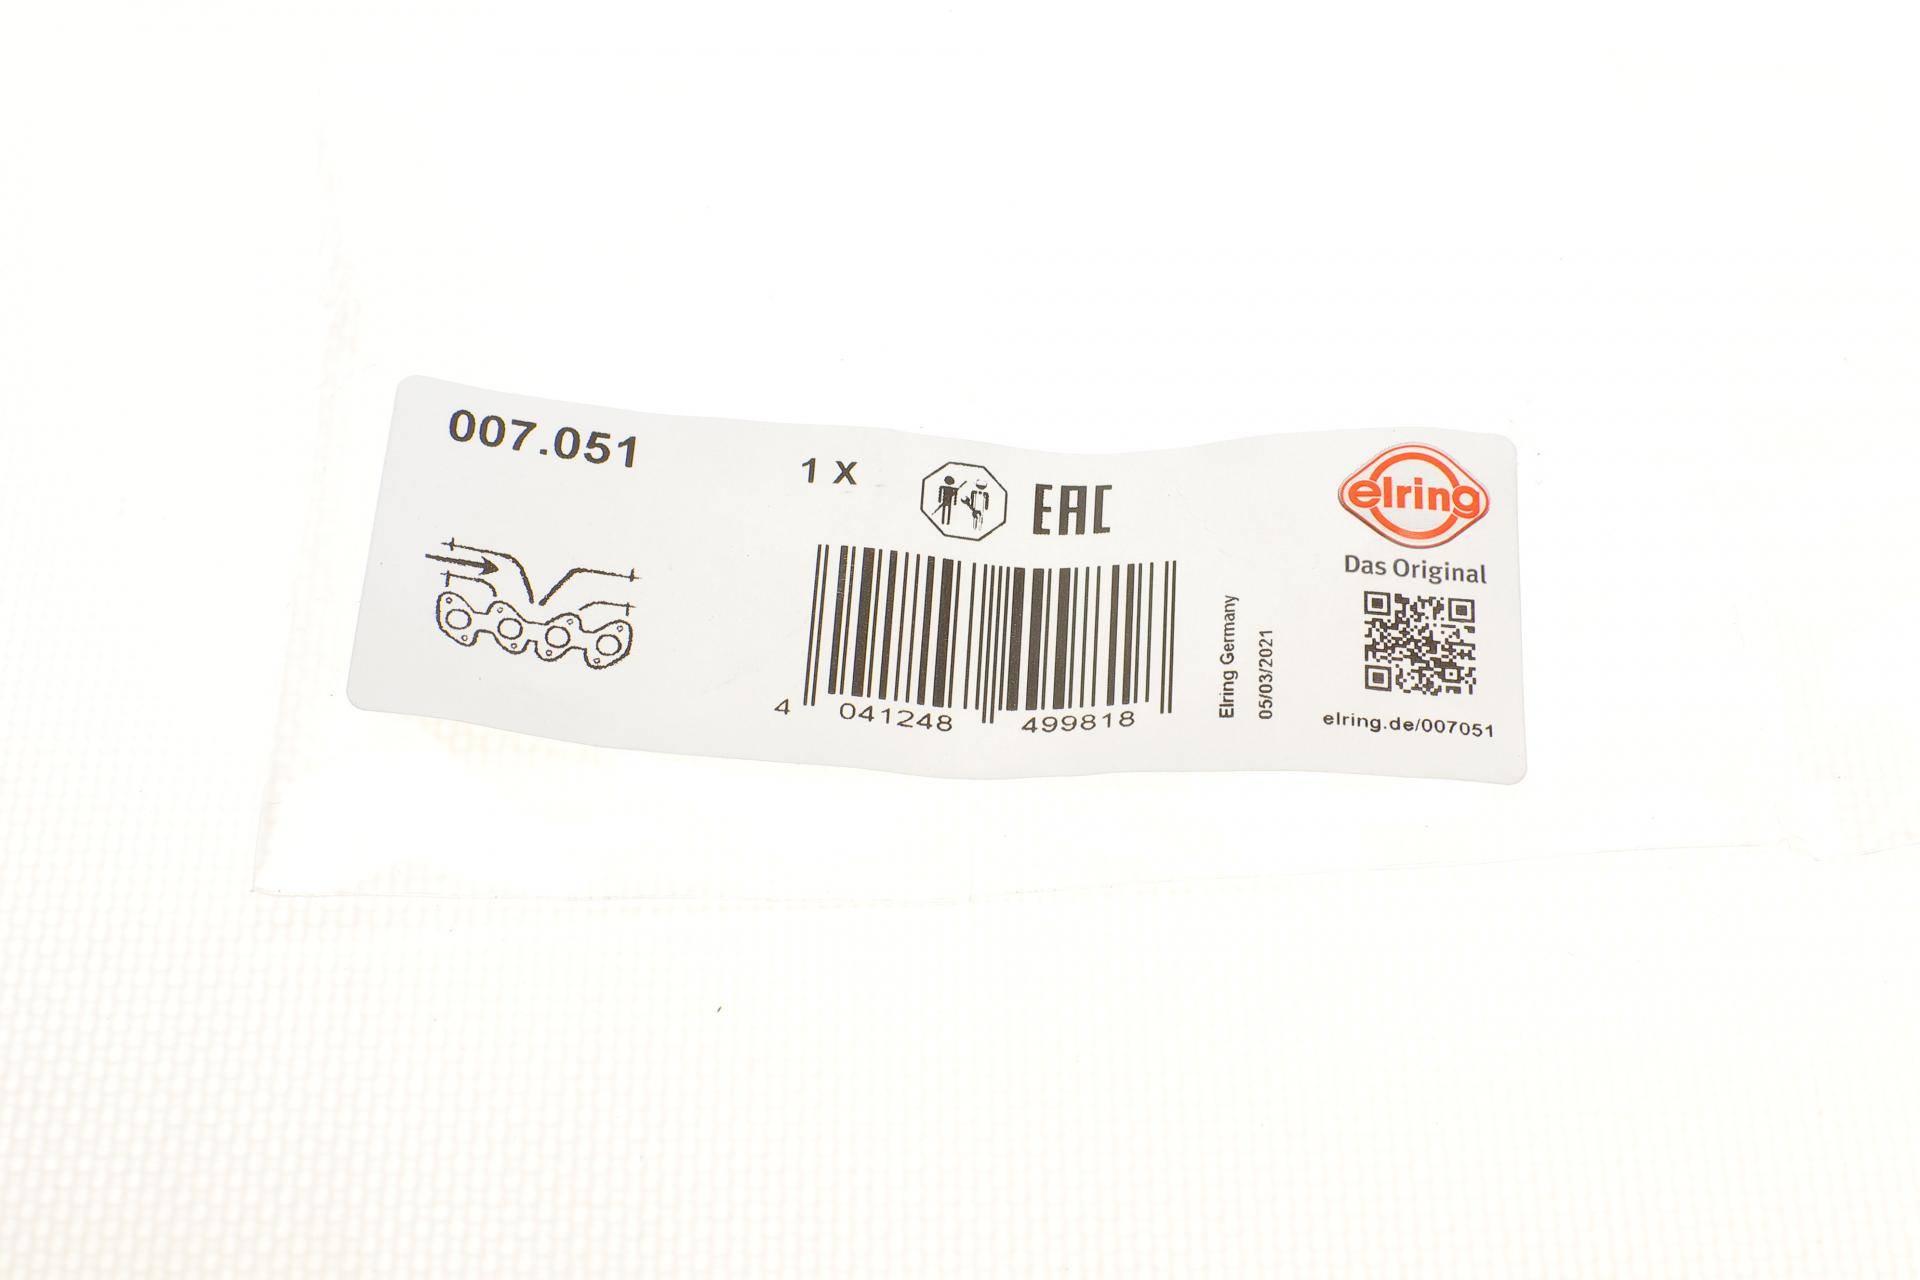 007.051
1 X
EAC
elring
Das Original
4 041248 499818
Elring Germany
05/03/2021
elring.de/007051